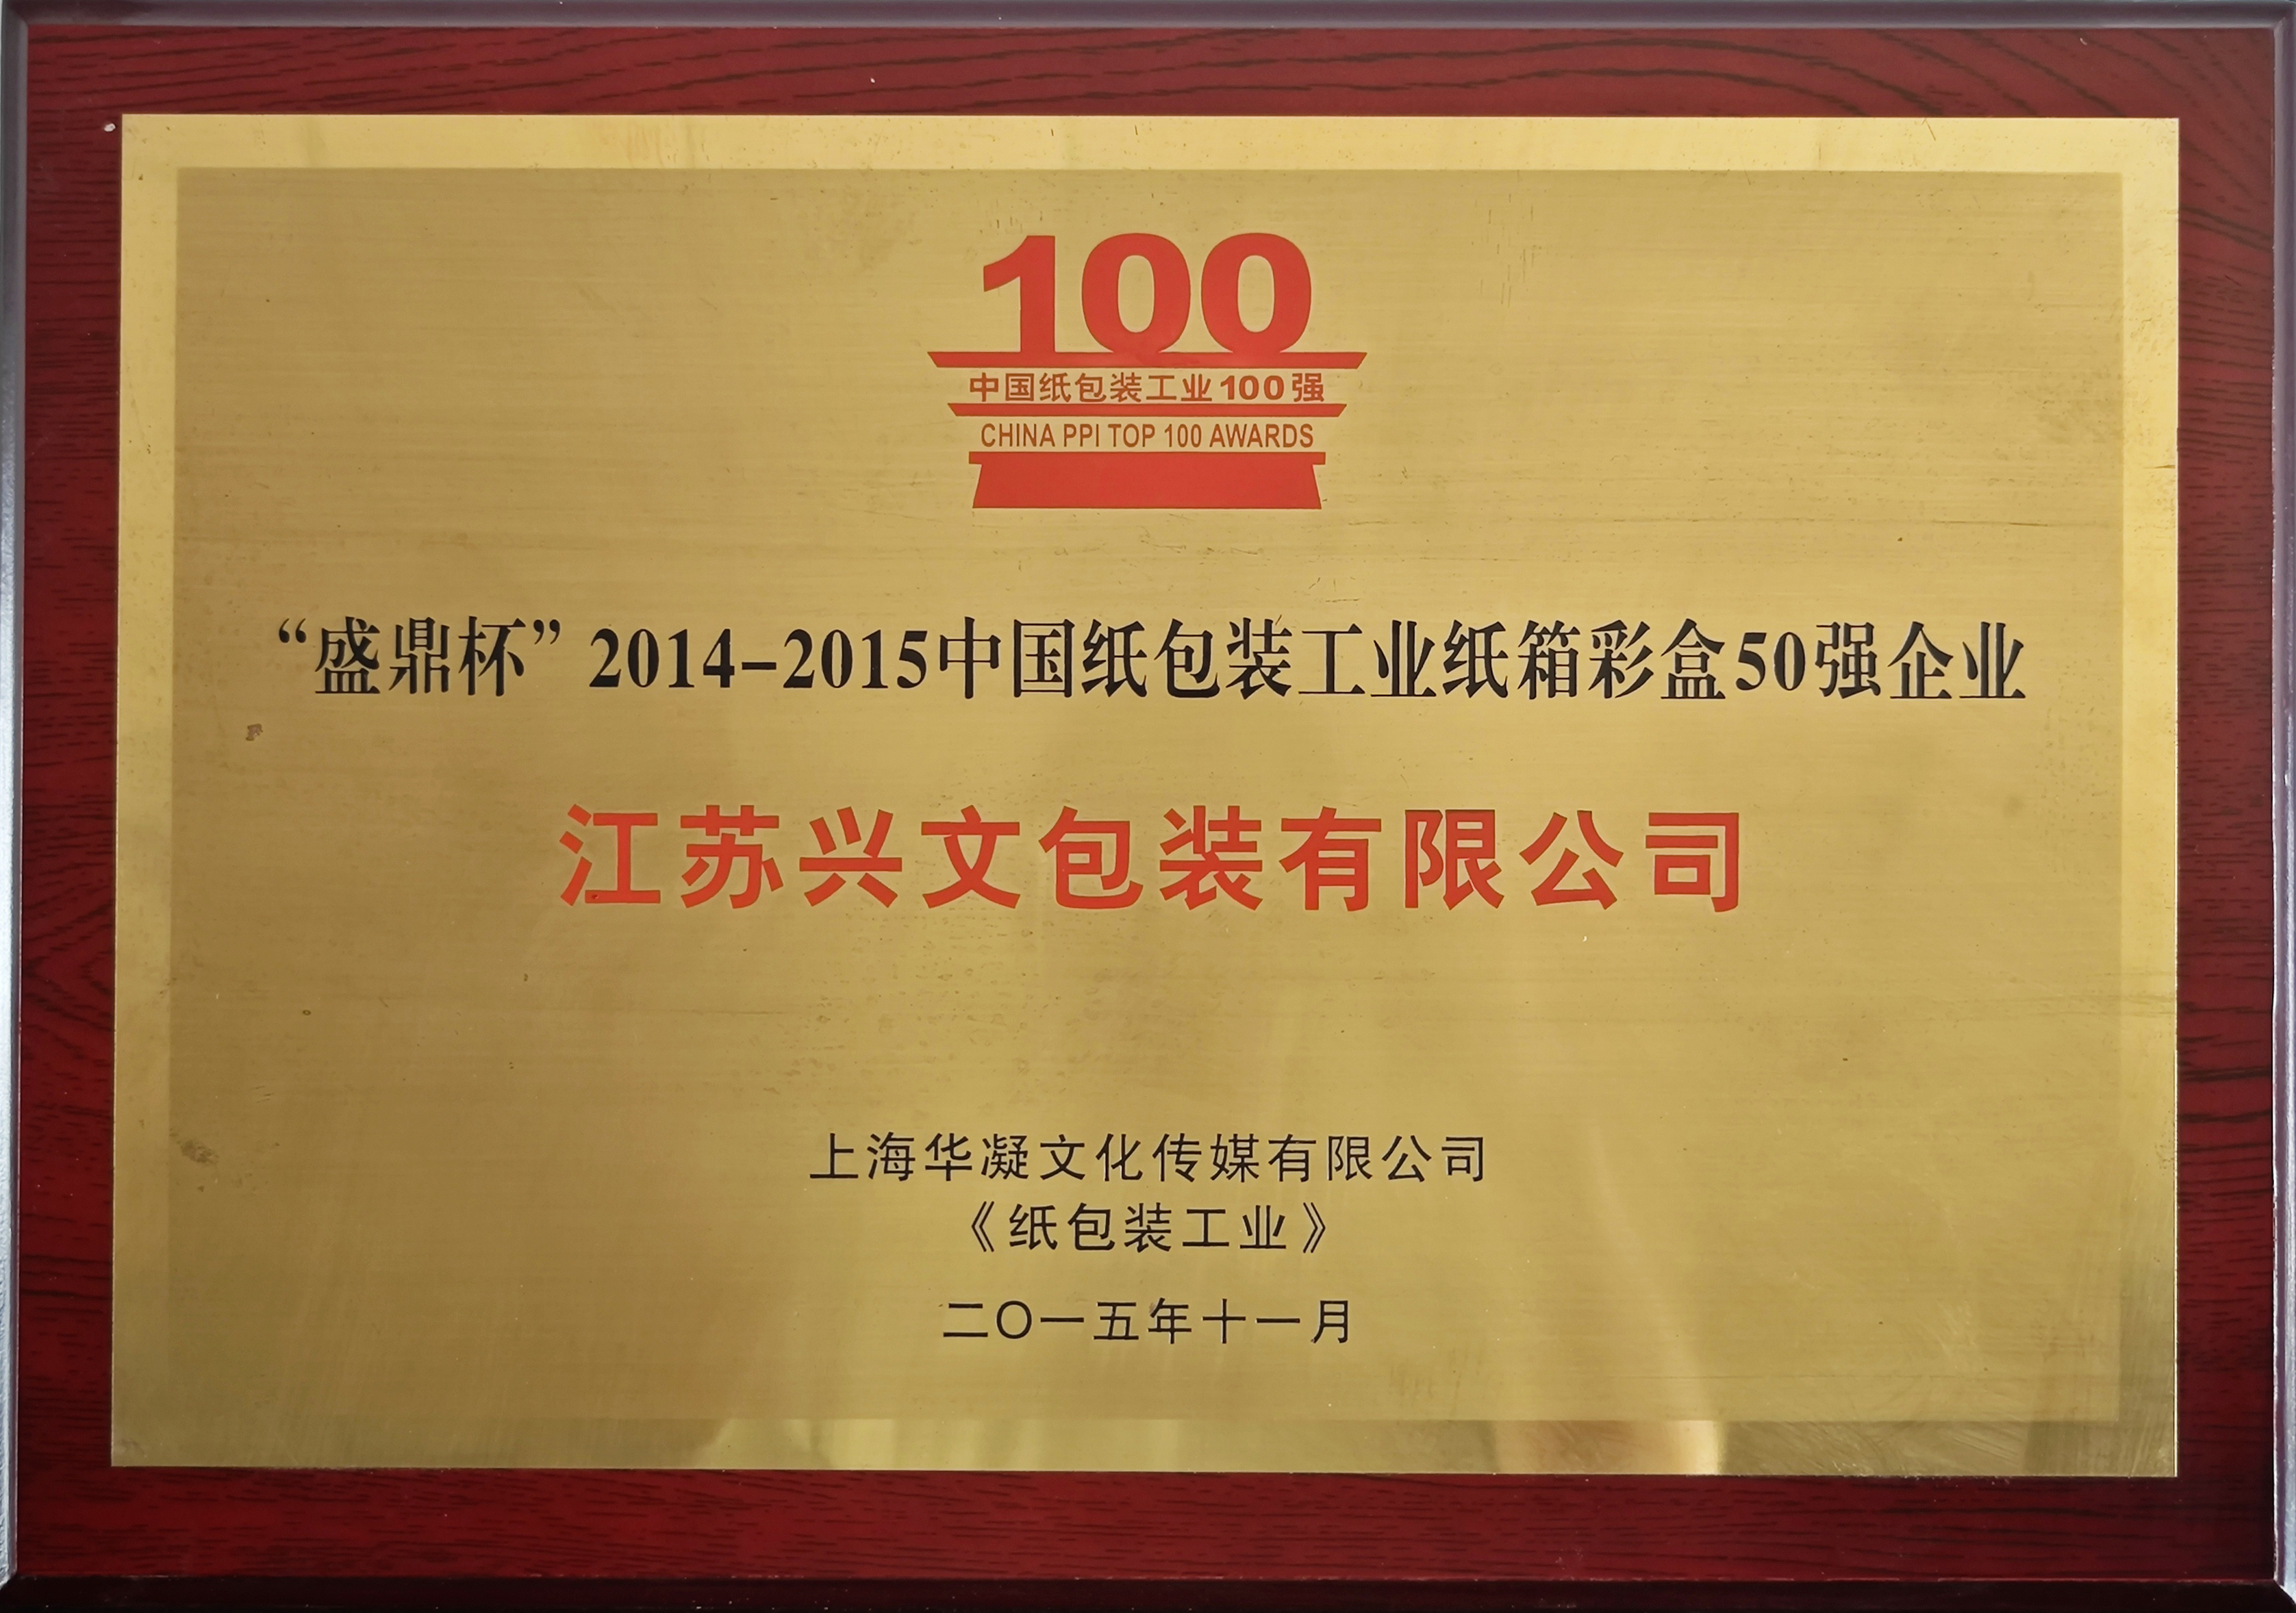 100
中国纸包装工业100强
CHINA PPI TOP 100 AWARDS
“盛鼎杯”2014-2015中国纸包装工业纸箱彩盒50强企业
江苏兴文包装有限公司
上海华凝文化传媒有限公司
《纸包装工业》
二〇一五年十一月